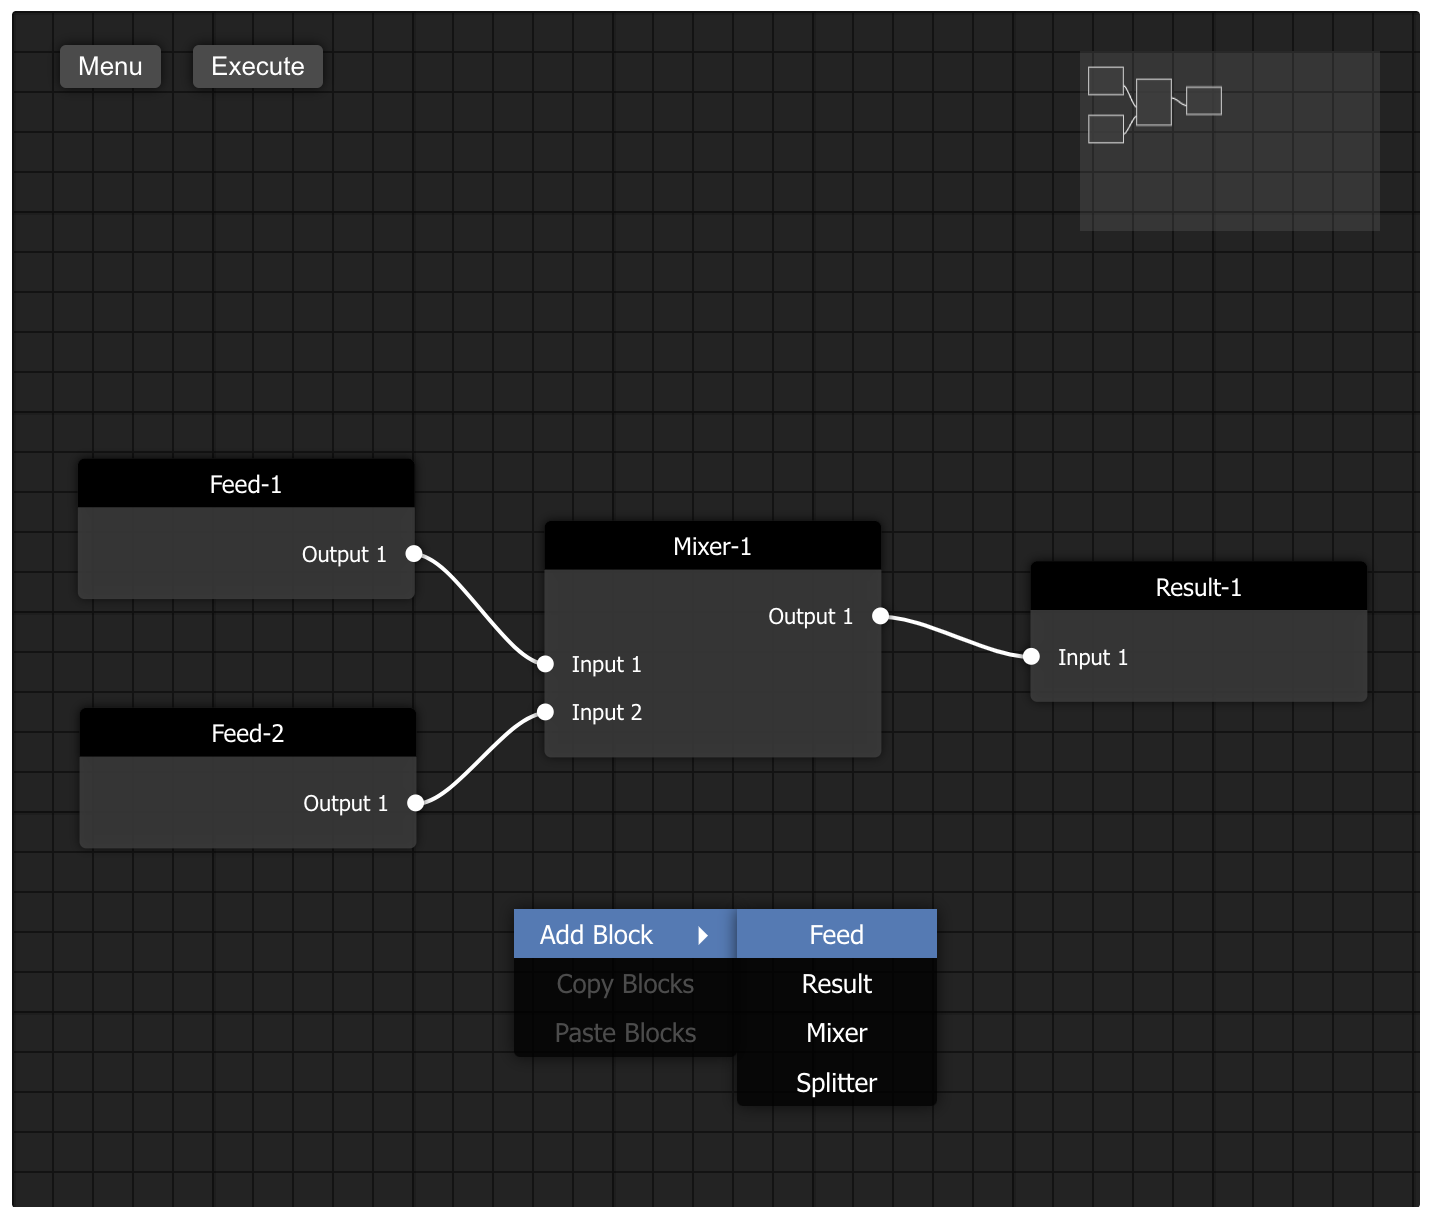 Menu
Execute
Feed-1
Output 1
Mixer-1
Output 1
Input 1
Input 2
Result-1
Input 1
Feed-2
Output 1
Add Block
Copy Blocks
Paste Blocks
Feed
Result
Mixer
Splitter